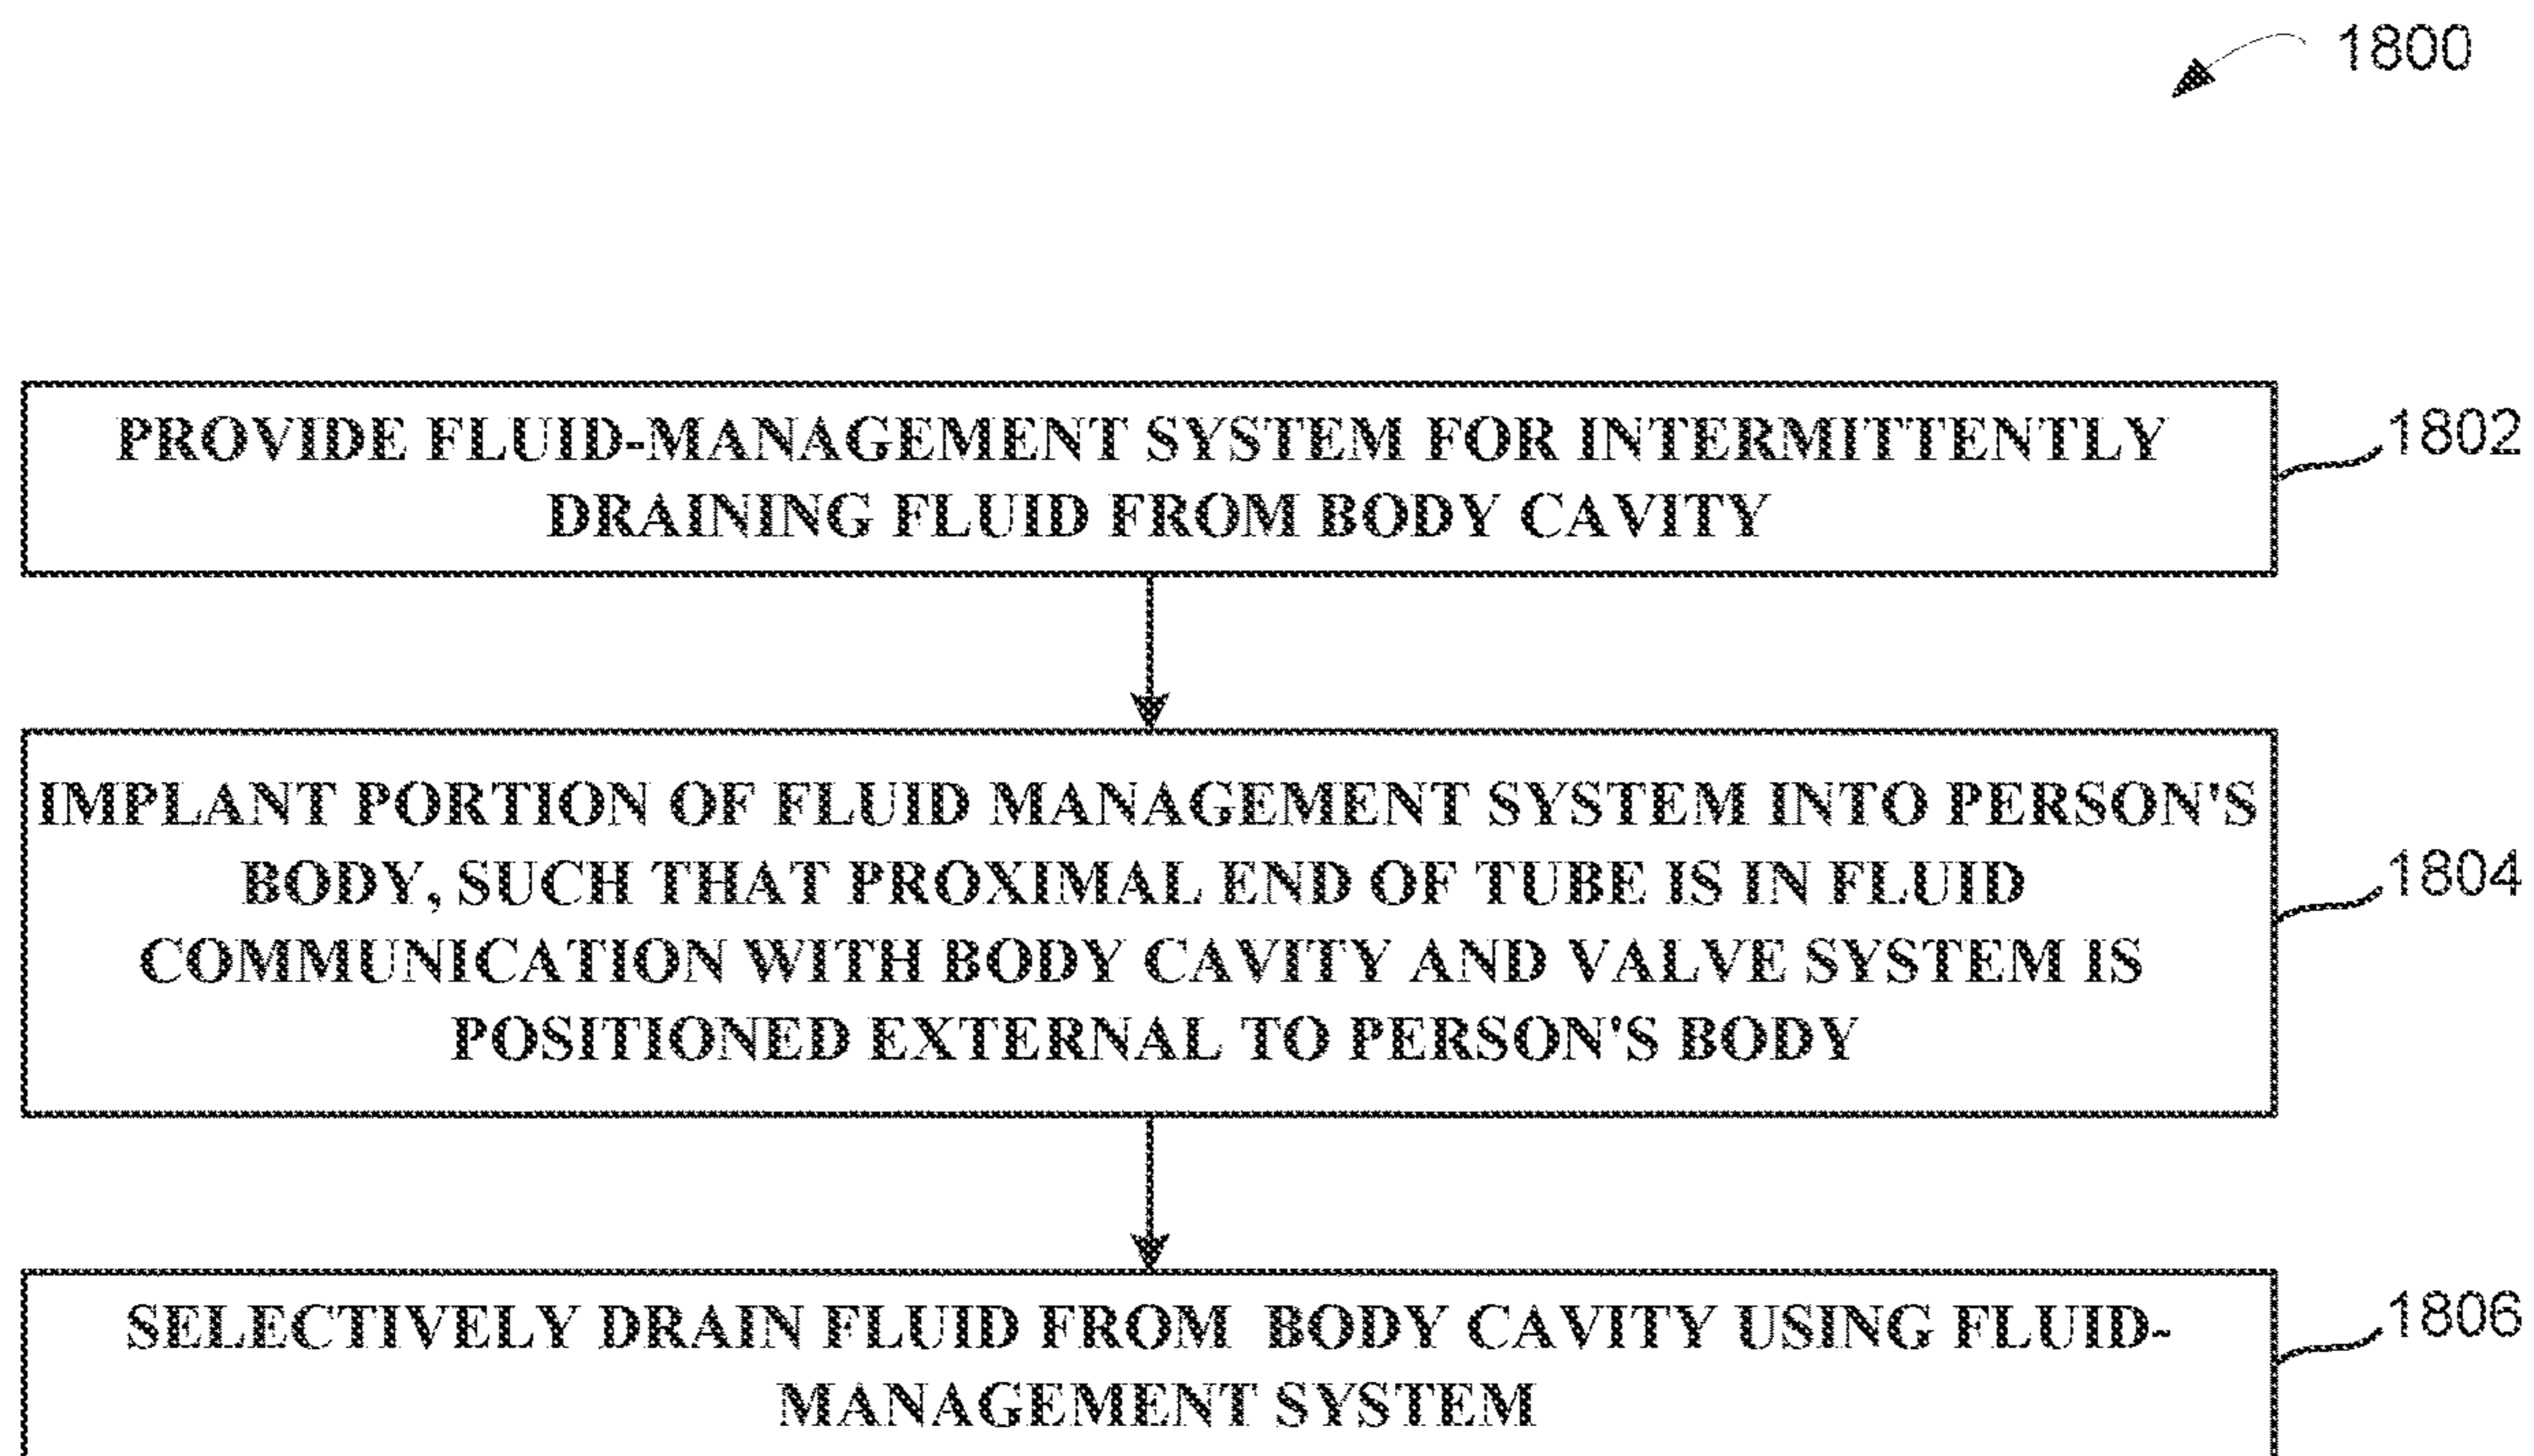 1800
PROVIDE FLUID-MANAGEMENT SYSTEM FOR INTERMITTENTLY
DRAINING FLUID FROM BODY CAVITY
1802
IMPLANT PORTION OF FLUID MANAGEMENT SYSTEM INTO PERSON'S
BODY, SUCH THAT PROXIMAL END OF TUBE IS IN FLUID
COMMUNICATION WITH BODY CAVITY AND VALVE SYSTEM IS
POSITIONED EXTERNAL TO PERSON'S BODY
1804
SELECTIVELY DRAIN FLUID FROM BODY CAVITY USING FLUID-
MANAGEMENT SYSTEM
1806